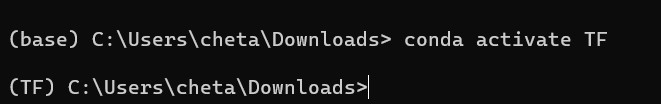 (base) C:\Users\cheta\Downloads> conda activate TF
(TF) C:\Users\cheta\Downloads>